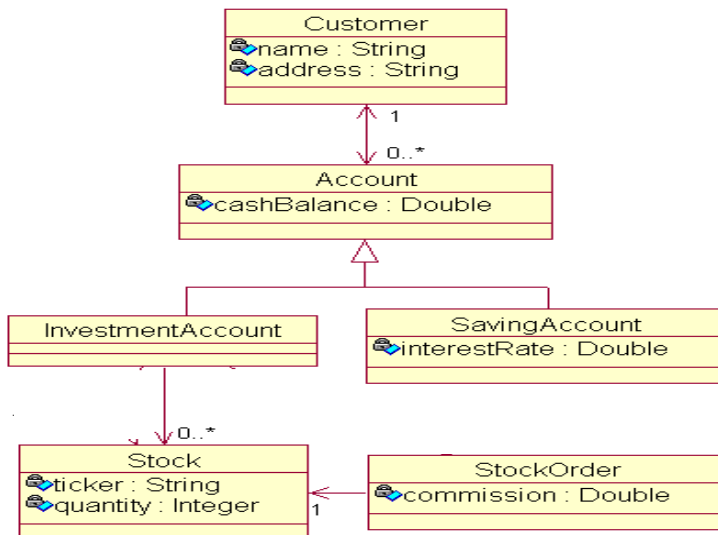 Customer
name : String
address : String
1
0..*
Account
cashBalance : Double
InvestmentAccount
SavingAccount
interestRate : Double
0..*
Stock
ticker : String
quantity : Integer
1
StockOrder
commission : Double